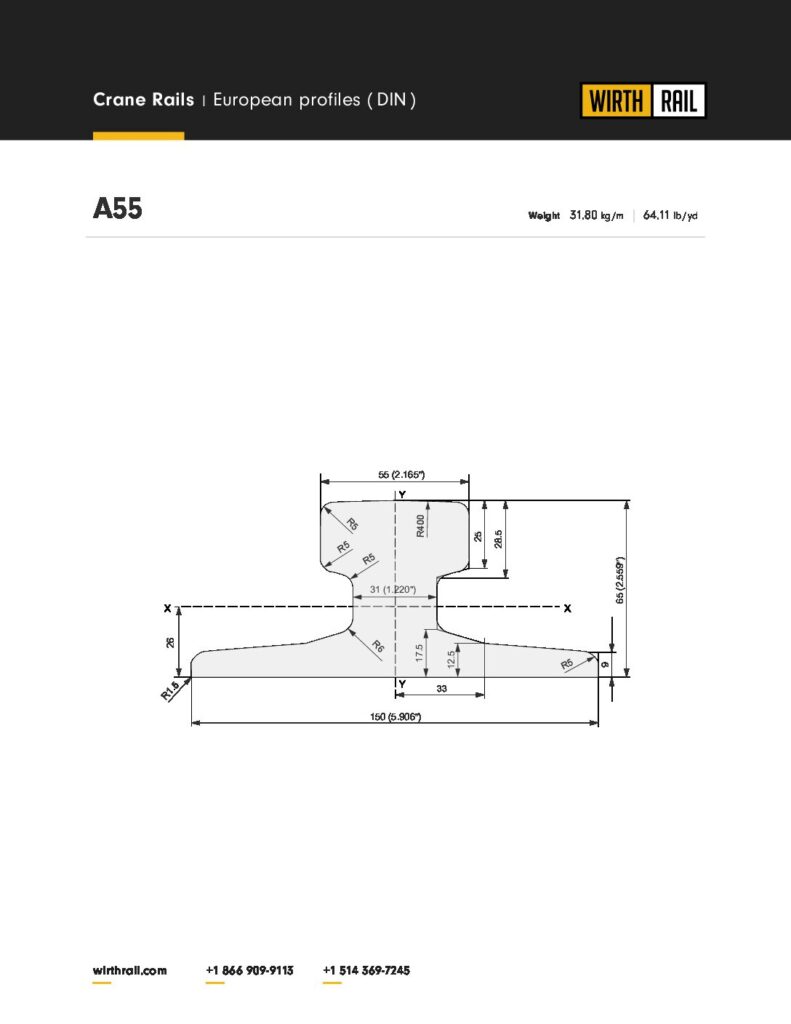 Crane Rails | European profiles ( DIN )
WIRTH RAIL
A55
Weight 31,80 kg/m | 64,11 lb/yd
55 (2.165")
Y
R5
R400
25
28.5
R5
R5
65 (2.559")
31 (1.220")
X
X
26
R6
17.5
12.5
R5
9
R1.5
Y
33
150 (5.906")
wirthrail.com +1 866 909-9113 +1 514 369-7245